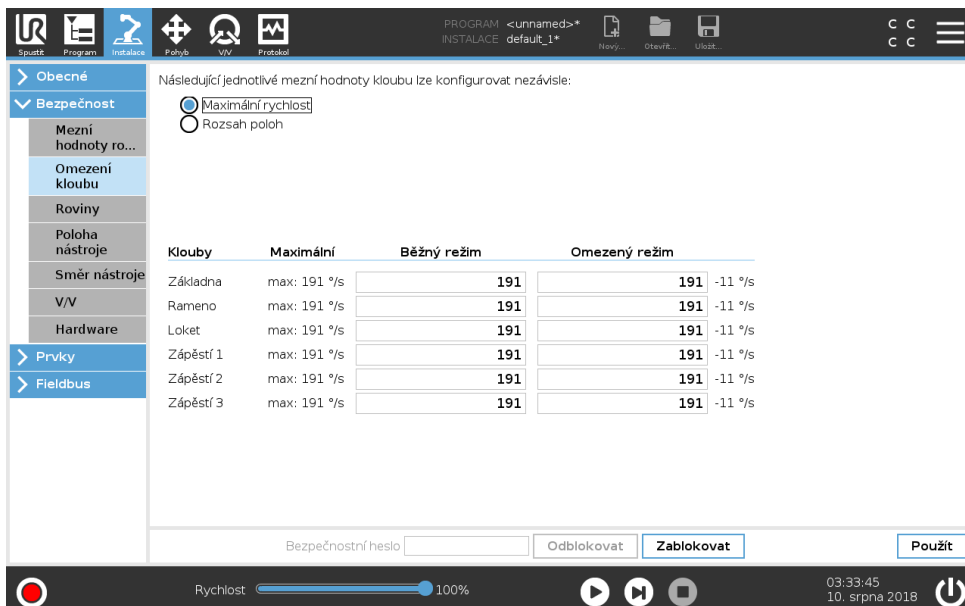 PROGRAM <unnamed>*
INSTALACE default_1*
Nový...
Otevřít...
Uložit...
C C
C C
UR
Spustit
Program
Instalace
Pohyb
V/V
Protokol
Obecné
Bezpečnost
Mezní
hodnoty ro...
Omezení
kloubu
Roviny
Poloha
nástroje
Směr nástroje
V/V
Hardware
Prvky
Fieldbus
Následující jednotlivé mezní hodnoty kloubu lze konfigurovat nezávisle:
Maximální rychlost
Rozsah poloh
Klouby Maximální Běžný režim Omezený režim
Základna max: 191 °/s 191 191 -11 °/s
Rameno max: 191 °/s 191 191 -11 °/s
Loket max: 191 °/s 191 191 -11 °/s
Zápěstí 1 max: 191 °/s 191 191 -11 °/s
Zápěstí 2 max: 191 °/s 191 191 -11 °/s
Zápěstí 3 max: 191 °/s 191 191 -11 °/s
Bezpečnostní heslo Odblokovat Zablokovat Použít
Rychlost 100%
03:33:45
10. srpna 2018